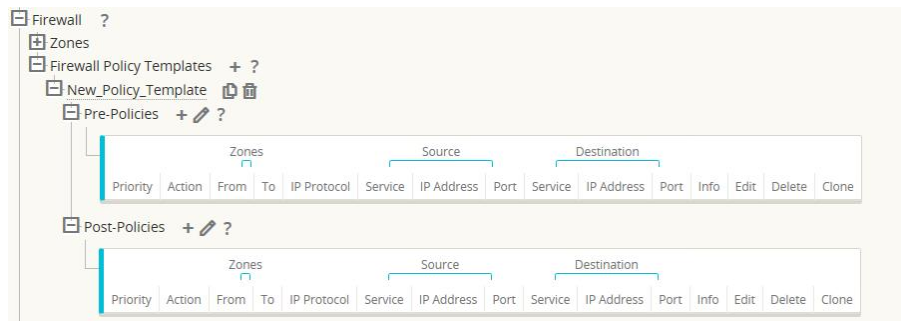 Firewall ?
Zones
Firewall Policy Templates + ?
New_Policy_Template
Pre-Policies + ?
Zones Source Destination
Priority Action From To IP Protocol Service IP Address Port Service IP Address Port Info Edit Delete Clone
Post-Policies + ?
Zones Source Destination
Priority Action From To IP Protocol Service IP Address Port Service IP Address Port Info Edit Delete Clone